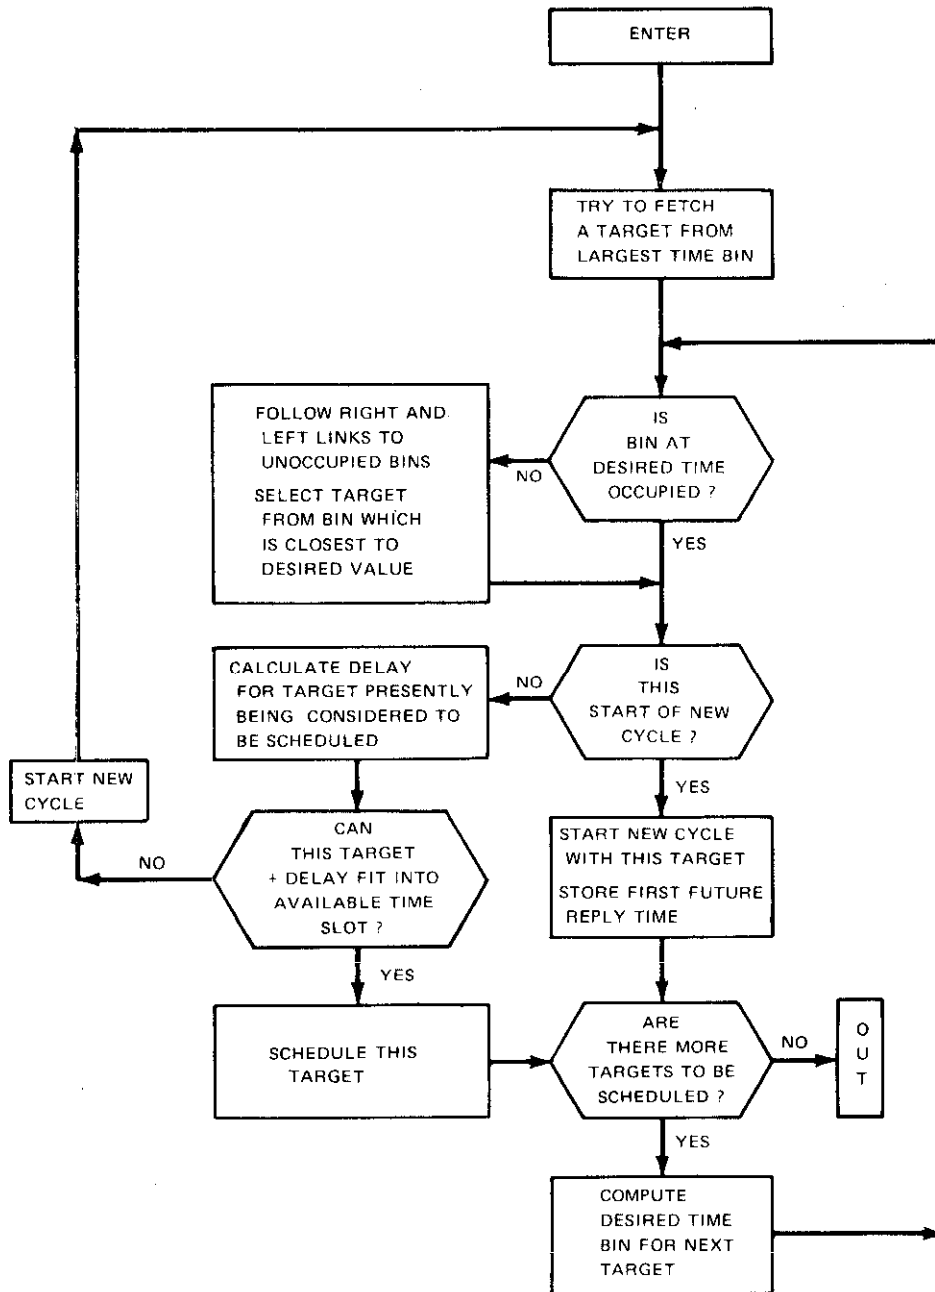 ENTER
TRY TO FETCH
A TARGET FROM
LARGEST TIME BIN
FOLLOW RIGHT AND
LEFT LINKS TO
UNOCCUPIED BINS
SELECT TARGET
FROM BIN WHICH
IS CLOSEST TO
DESIRED VALUE
NO
IS
BIN AT
DESIRED TIME
OCCUPIED ?
YES
CALCULATE DELAY
FOR TARGET PRESENTLY
BEING CONSIDERED TO
BE SCHEDULED
NO
IS
THIS
START OF NEW
CYCLE ?
YES
START NEW
CYCLE
NO
CAN
THIS TARGET
+ DELAY FIT INTO
AVAILABLE TIME
SLOT ?
YES
START NEW CYCLE
WITH THIS TARGET
STORE FIRST FUTURE
REPLY TIME
SCHEDULE THIS
TARGET
ARE
THERE MORE
TARGETS TO BE
SCHEDULED ?
NO
O
U
T
YES
COMPUTE
DESIRED TIME
BIN FOR NEXT
TARGET